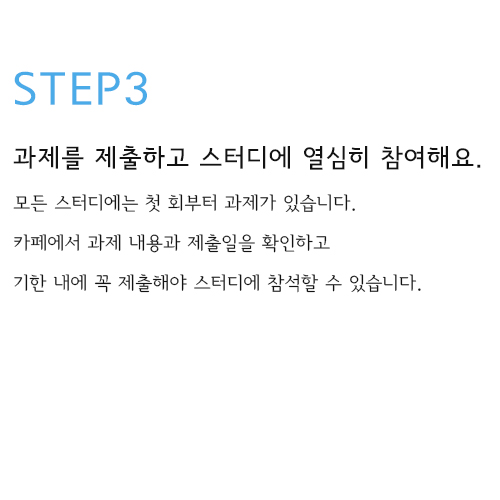 STEP3
과제를 제출하고 스터디에 열심히 참여해요.
모든 스터디에는 첫 회부터 과제가 있습니다.
카페에서 과제 내용과 제출일을 확인하고
기한 내에 꼭 제출해야 스터디에 참석할 수 있습니다.